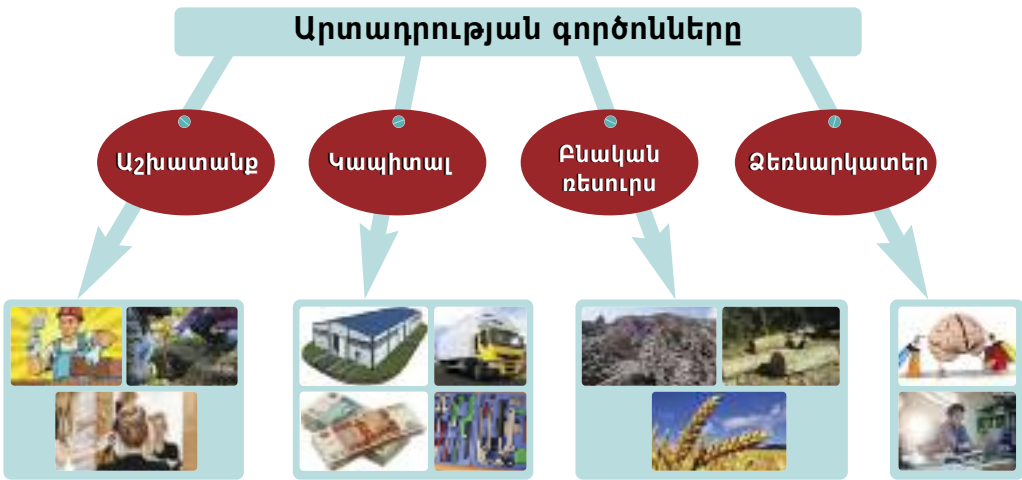 Արտադրության գործոնները
Աշխատանք
Կապիտալ
Բնական
ռեսուրս
Ձեռնարկատեր